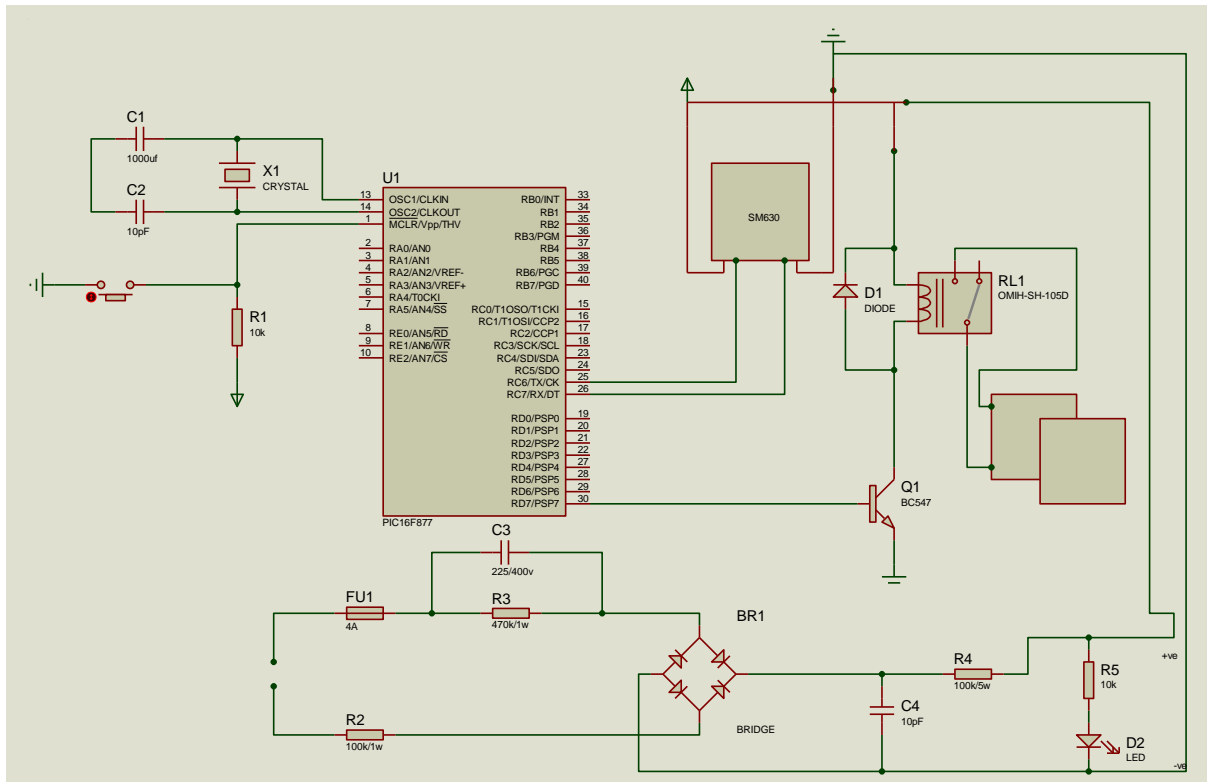 C1
1000uf
X1
CRYSTAL
C2
10pF
R1
10k
U1
13 OSC1/CLKIN
14 OSC2/CLKOUT
1 MCLR/Vpp/THV
2 RA0/AN0
3 RA1/AN1
4 RA2/AN2/VREF-
5 RA3/AN3/VREF+
6 RA4/T0CKI
7 RA5/AN4/SS
8 RE0/AN5/RD
9 RE1/AN6/WR
10 RE2/AN7/CS
RB0/INT 33
RB1 34
RB2 35
RB3/PGM 36
RB4 37
RB5 38
RB6/PGC 39
RB7/PGD 40
RC0/T1OSO/T1CKI 15
RC1/T1OSI/CCP2 16
RC2/CCP1 17
RC3/SCK/SCL 18
RC4/SDI/SDA 23
RC5/SDO 24
RC6/TX/CK 25
RC7/RX/DT 26
RD0/PSP0 19
RD1/PSP1 20
RD2/PSP2 21
RD3/PSP3 22
RD4/PSP4 27
RD5/PSP5 28
RD6/PSP6 29
RD7/PSP7 30
PIC16F877
SM630
D1
DIODE
RL1
OMIH-SH-105D
Q1
BC547
C3
225/400v
FU1
4A
R3
470k/1w
BR1
BRIDGE
R2
100k/1w
R4
100k/5w
C4
10pF
R5
10k
D2
LED
+ve
-ve